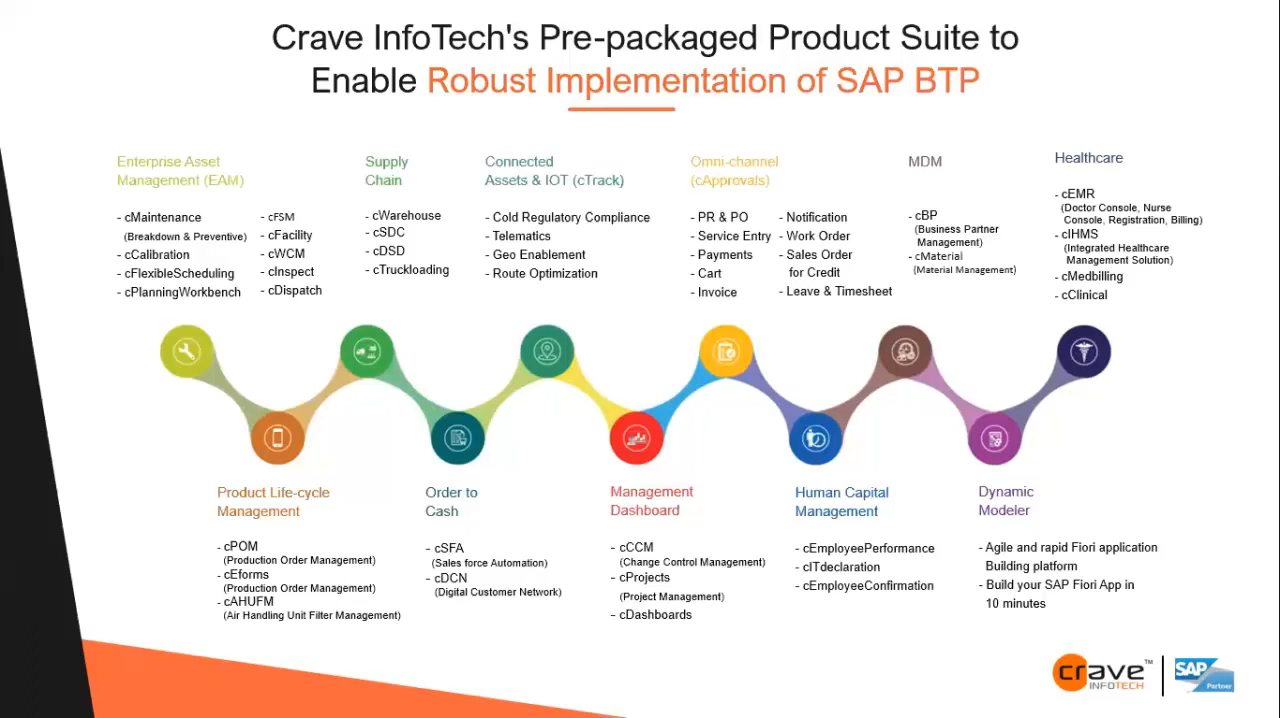 Crave InfoTech's Pre-packaged Product Suite to
Enable Robust Implementation of SAP BTP
Enterprise Asset
Management (EAM)
- cMaintenance
(Breakdown & Preventive)
- cCalibration
- cFlexibleScheduling
- cPlanningWorkbench
- cFSM
- cFacility
- cWCM
- cInspect
- cDispatch
Supply
Chain
- cWarehouse
- cSDC
- cDSD
- cTruckloading
Connected
Assets & IOT (cTrack)
- Cold Regulatory Compliance
- Telematics
- Geo Enablement
- Route Optimization
Omni-channel
(cApprovals)
- PR & PO
- Service Entry
- Payments
- Cart
- Invoice
- Notification
- Work Order
- Sales Order
for Credit
- Leave & Timesheet
MDM
- cBP
(Business Partner
Management)
- cMaterial
(Material Management)
Healthcare
- cEMR
(Doctor Console, Nurse
Console, Registration, Billing)
- cIHMS
(Integrated Healthcare
Management Solution)
- cMedbilling
- cClinical
Product Life-cycle
Management
- cPOM
(Production Order Management)
- cEforms
(Production Order Management)
- cAHUFM
(Air Handling Unit Filter Management)
Order to
Cash
- cSFA
(Sales force Automation)
- cDCN
(Digital Customer Network)
Management
Dashboard
- cCCM
(Change Control Management)
- cProjects
(Project Management)
- cDashboards
Human Capital
Management
- cEmployeePerformance
- cITdeclaration
- cEmployeeConfirmation
Dynamic
Modeler
- Agile and rapid Fiori application
Building platform
- Build your SAP Fiori App in
10 minutes
crave™
INFOTECH
SAP
Partner